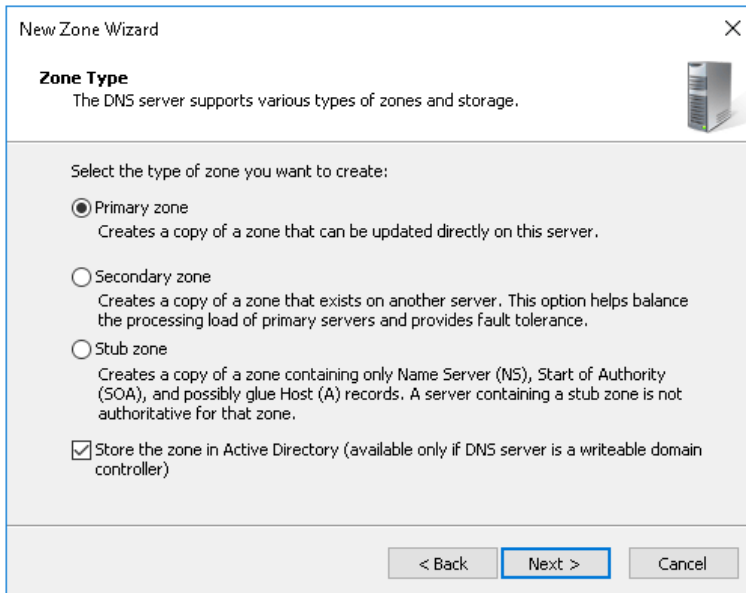 New Zone Wizard
Zone Type
The DNS server supports various types of zones and storage.
Select the type of zone you want to create:
Primary zone
Creates a copy of a zone that can be updated directly on this server.
Secondary zone
Creates a copy of a zone that exists on another server. This option helps balance
the processing load of primary servers and provides fault tolerance.
Stub zone
Creates a copy of a zone containing only Name Server (NS), Start of Authority
(SOA), and possibly glue Host (A) records. A server containing a stub zone is not
authoritative for that zone.
Store the zone in Active Directory (available only if DNS server is a writeable domain
controller)
< Back
Next >
Cancel